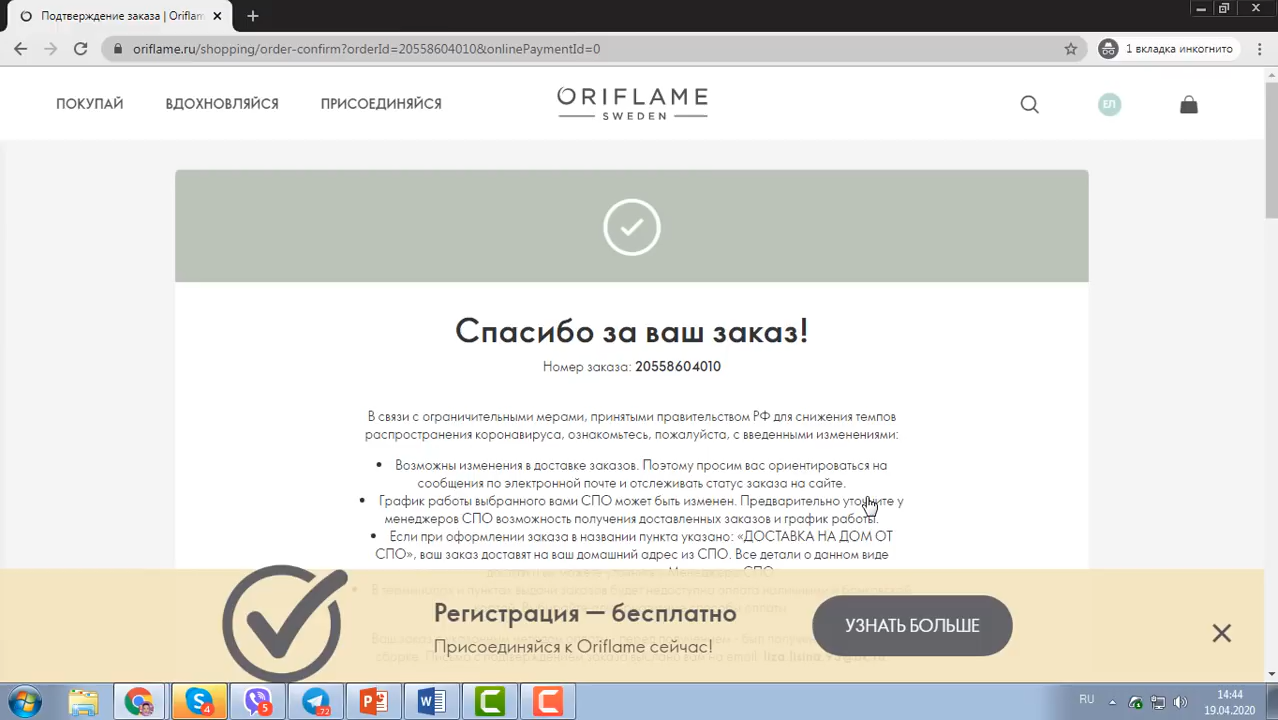 Подтверждение заказа | Oriflam
oriflame.ru/shopping/order-confirm?orderId=20558604010&onlinePaymentId=0
1 вкладка инкогнито
ПОКУПАЙ ВДОХНОВЛЯЙСЯ ПРИСОЕДИНЯЙСЯ
ORIFLAME
SWEDEN
ЕЛ
Спасибо за ваш заказ!
Номер заказа: 20558604010
В связи с ограничительными мерами, принятыми правительством РФ для снижения темпов
распространения коронавируса, ознакомьтесь, пожалуйста, с введенными изменениями:
• Возможны изменения в доставке заказов. Поэтому просим вас ориентироваться на
сообщения по электронной почте и отслеживать статус заказа на сайте.
• График работы выбранного вами СПО может быть изменен. Предварительно уточните у
менеджеров СПО возможность получения доставленных заказов и график работы.
• Если при оформлении заказа в названии пункта указано: «ДОСТАВКА НА ДОМ ОТ
СПО», ваш заказ доставят на ваш домашний адрес из СПО. Все детали о данном виде
Регистрация — бесплатно
Присоединяйся к Oriflame сейчас!
УЗНАТЬ БОЛЬШЕ
4
5
72
RU
14:44
19.04.2020